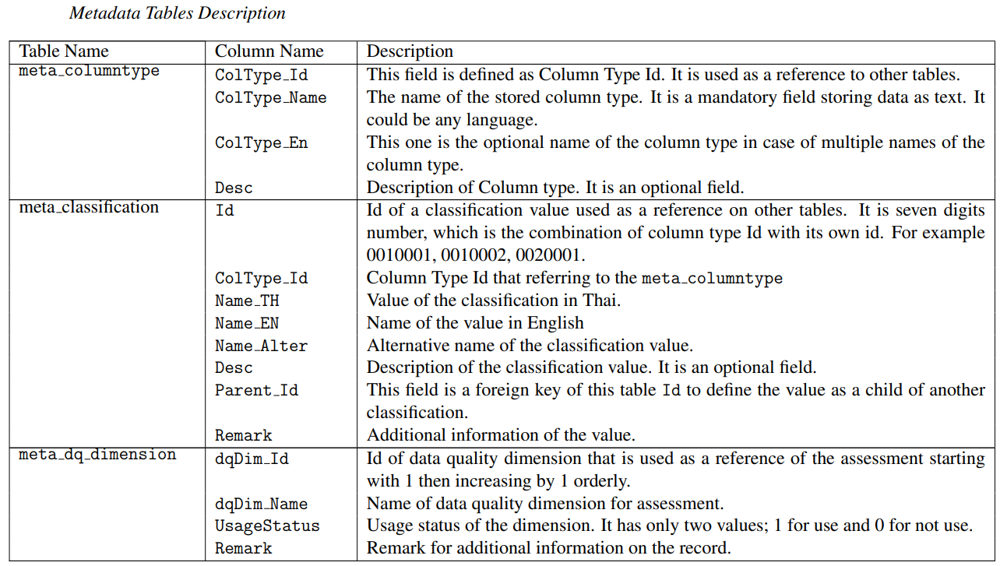 Metadata Tables Description
Table Name Column Name Description
meta_columntype ColType_Id This field is defined as Column Type Id. It is used as a reference to other tables.
ColType_Name The name of the stored column type. It is a mandatory field storing data as text. It
could be any language.
ColType_En This one is the optional name of the column type in case of multiple names of the
column type.
Desc Description of Column type. It is an optional field.
meta_classification Id Id of a classification value used as a reference on other tables. It is seven digits
number, which is the combination of column type Id with its own id. For example
0010001, 0010002, 0020001.
ColType_Id Column Type Id that referring to the meta_columntype
Name_TH Value of the classification in Thai.
Name_EN Name of the value in English
Name_Alter Alternative name of the classification value.
Desc Description of the classification value. It is an optional field.
Parent_Id This field is a foreign key of this table Id to define the value as a child of another
classification.
Remark Additional information of the value.
meta_dq_dimension dqDim_Id Id of data quality dimension that is used as a reference of the assessment starting
with 1 then increasing by 1 orderly.
dqDim_Name Name of data quality dimension for assessment.
UsageStatus Usage status of the dimension. It has only two values; 1 for use and 0 for not use.
Remark Remark for additional information on the record.